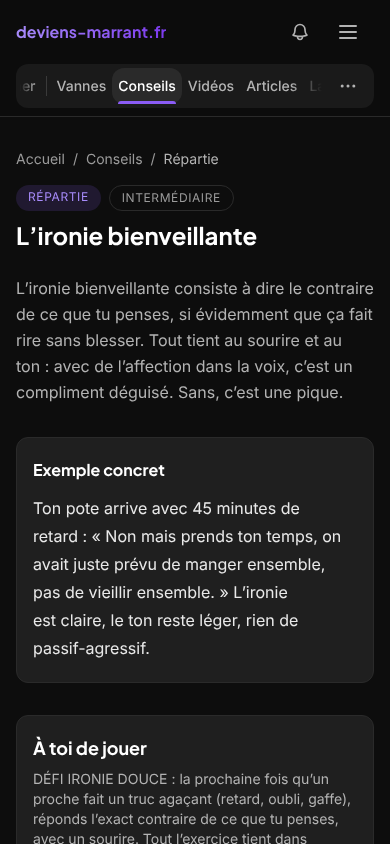 deviens-marrant.fr
er Vannes Conseils Vidéos Articles
Accueil / Conseils / Répartie
RÉPARTIE INTERMÉDIAIRE
L’ironie bienveillante
L’ironie bienveillante consiste à dire le contraire
de ce que tu penses, si évidemment que ça fait
rire sans blesser. Tout tient au sourire et au
ton : avec de l’affection dans la voix, c’est un
compliment déguisé. Sans, c’est une pique.
Exemple concret
Ton pote arrive avec 45 minutes de
retard : « Non mais prends ton temps, on
avait juste prévu de manger ensemble,
pas de vieillir ensemble. » L’ironie
est claire, le ton reste léger, rien de
passif-agressif.
À toi de jouer
DÉFI IRONIE DOUCE : la prochaine fois qu’un
proche fait un truc agaçant (retard, oubli, gaffe),
réponds l’exact contraire de ce que tu penses,
avec un sourire. Tout l’exercice tient dans